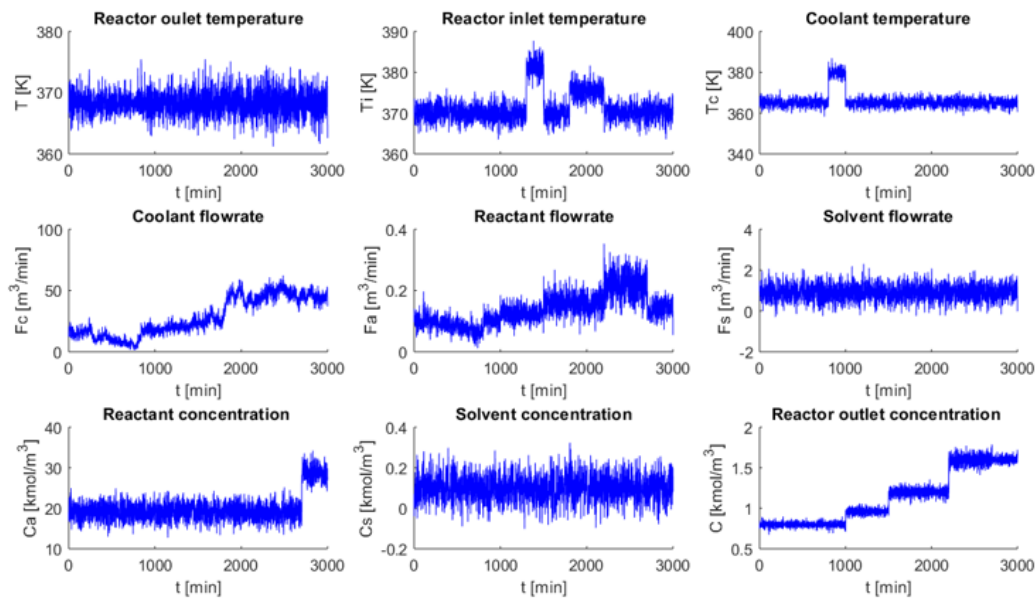 Reactor oulet temperature
380
370
360
T [K]
0 1000 2000 3000
t [min]
Reactor inlet temperature
390
380
370
360
Ti [K]
0 1000 2000 3000
t [min]
Coolant temperature
400
380
360
340
Tc [K]
0 1000 2000 3000
t [min]
Coolant flowrate
100
50
0
Fc [m³/min]
0 1000 2000 3000
t [min]
Reactant flowrate
0.4
0.2
0
Fa [m³/min]
0 1000 2000 3000
t [min]
Solvent flowrate
4
2
0
-2
Fs [m³/min]
0 1000 2000 3000
t [min]
Reactant concentration
40
30
20
10
Ca [kmol/m³]
0 1000 2000 3000
t [min]
Solvent concentration
0.4
0.2
0
-0.2
Cs [kmol/m³]
0 1000 2000 3000
t [min]
Reactor outlet concentration
2
1.5
1
0.5
C [kmol/m³]
0 1000 2000 3000
t [min]